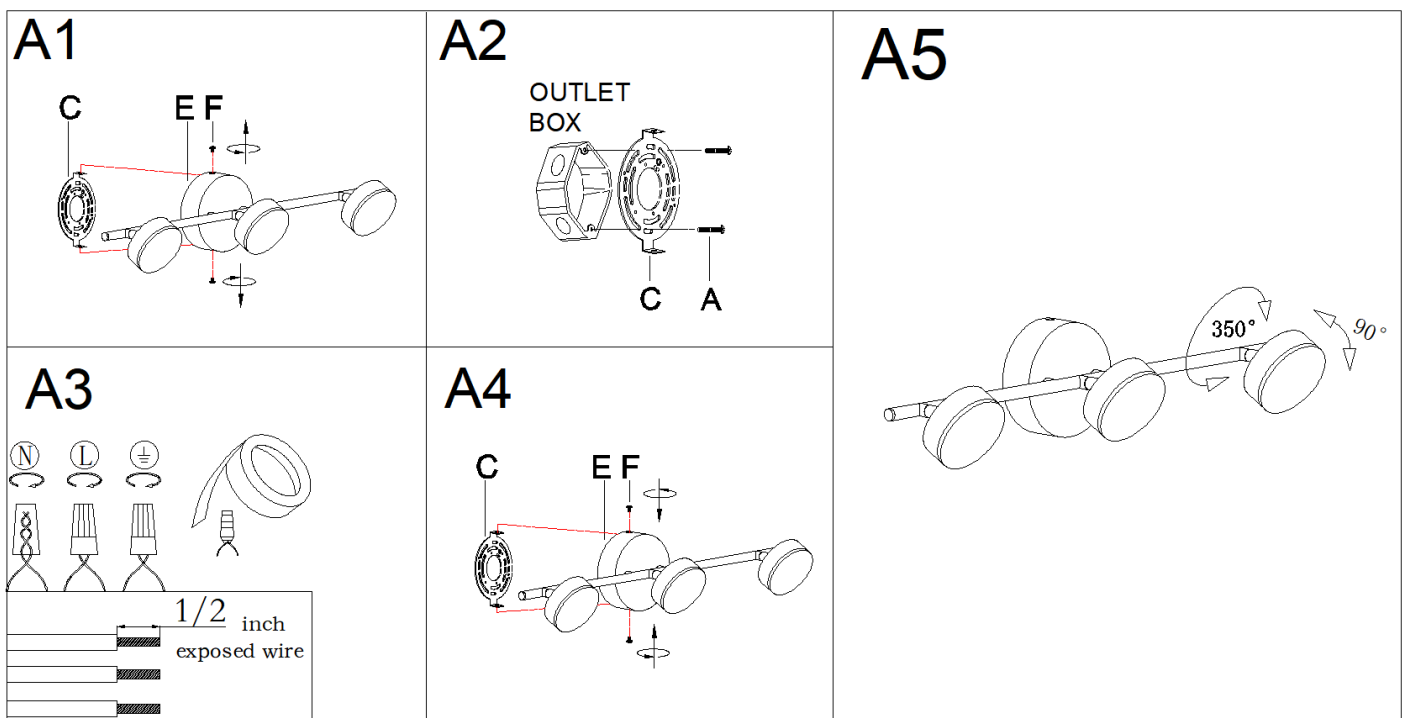 A1
C E F
A2
OUTLET
BOX
C A
A3
N L
1/2 inch
exposed wire
A4
C E F
A5
350°
90°